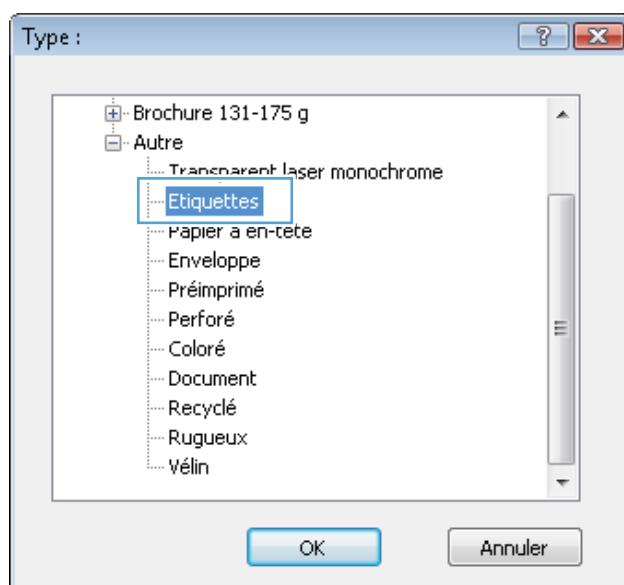 Type :
Brochure 131-175 g
Autre
Transparent laser monochrome
Etiquettes
Papier à en-tête
Enveloppe
Préimprimé
Perforé
Coloré
Document
Recyclé
Rugueux
Vélin
OK Annuler